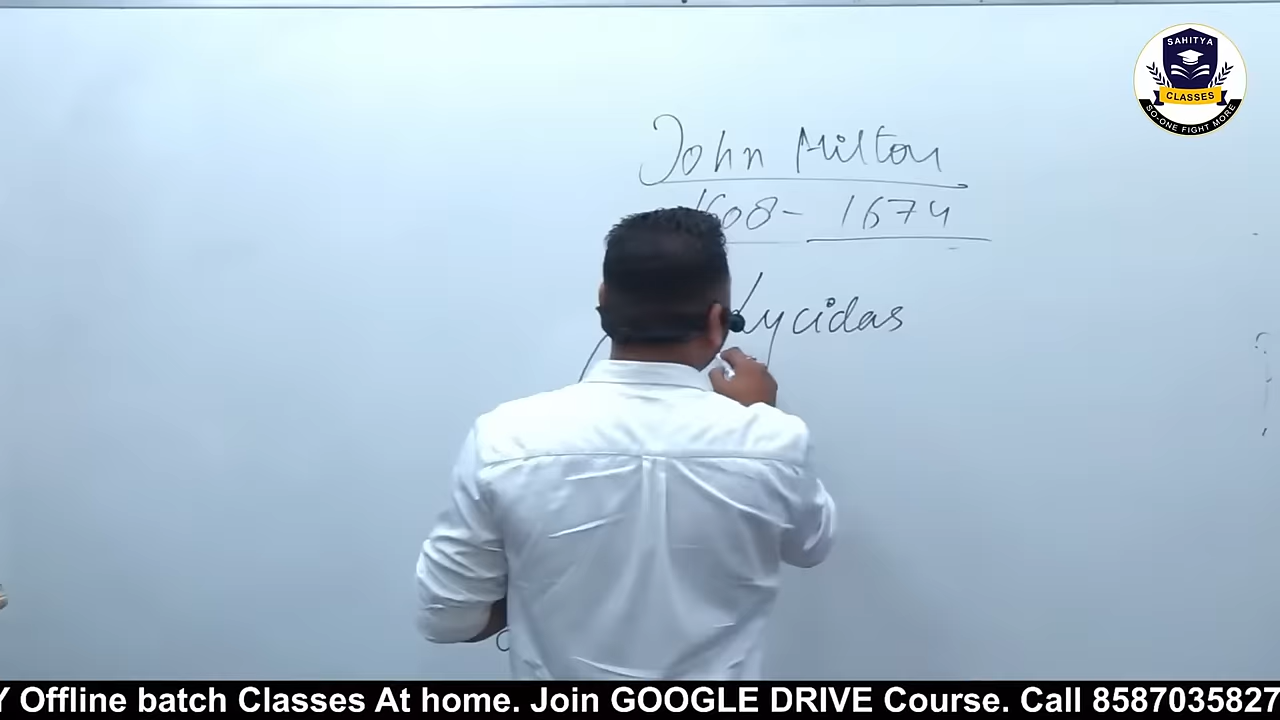 SAHITYA
CLASSES
SO-ONE FIGHT MORE
John Milton
1608- 1674
Lycidas
Y Offline batch Classes At home. Join GOOGLE DRIVE Course. Call 8587035827